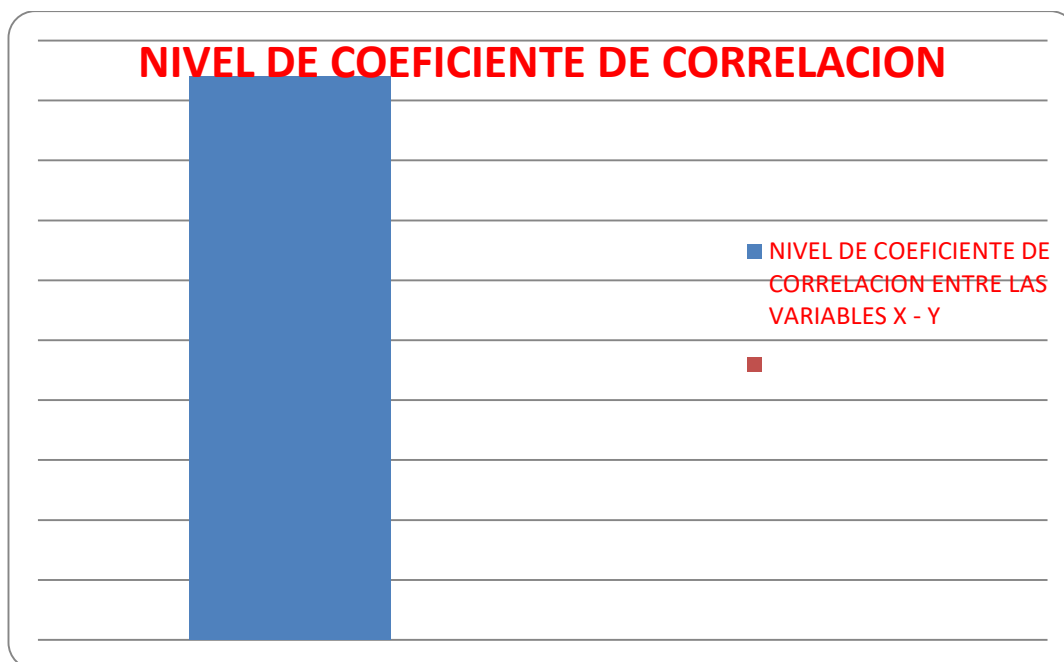 NIVEL DE COEFICIENTE DE CORRELACION
NIVEL DE COEFICIENTE DE
CORRELACION ENTRE LAS
VARIABLES X - Y